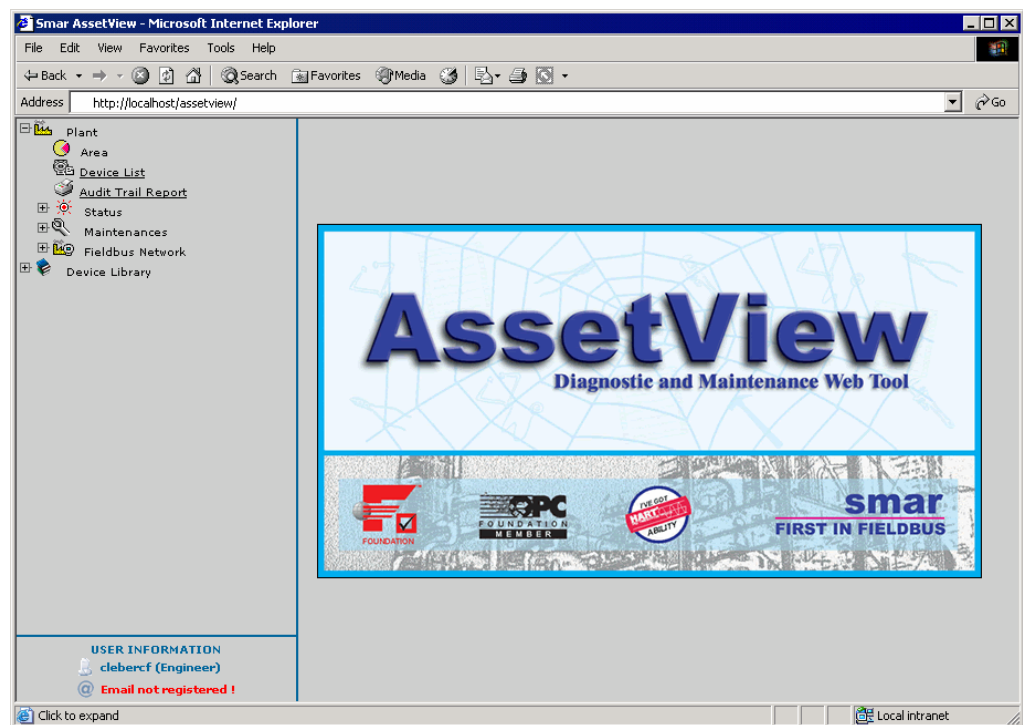 Smar AssetView - Microsoft Internet Explorer
File Edit View Favorites Tools Help
Back Search Favorites Media
Address http://localhost/assetview/ Go
Plant
Area
Device List
Audit Trail Report
Status
Maintenances
Fieldbus Network
Device Library
AssetView
Diagnostic and Maintenance Web Tool
FOUNDATION
OPC
FOUNDATION
MEMBER
I'VE GOT
HART
ABILITY
smar
FIRST IN FIELDBUS
USER INFORMATION
clebercf (Engineer)
@ Email not registered !
Click to expand Local intranet